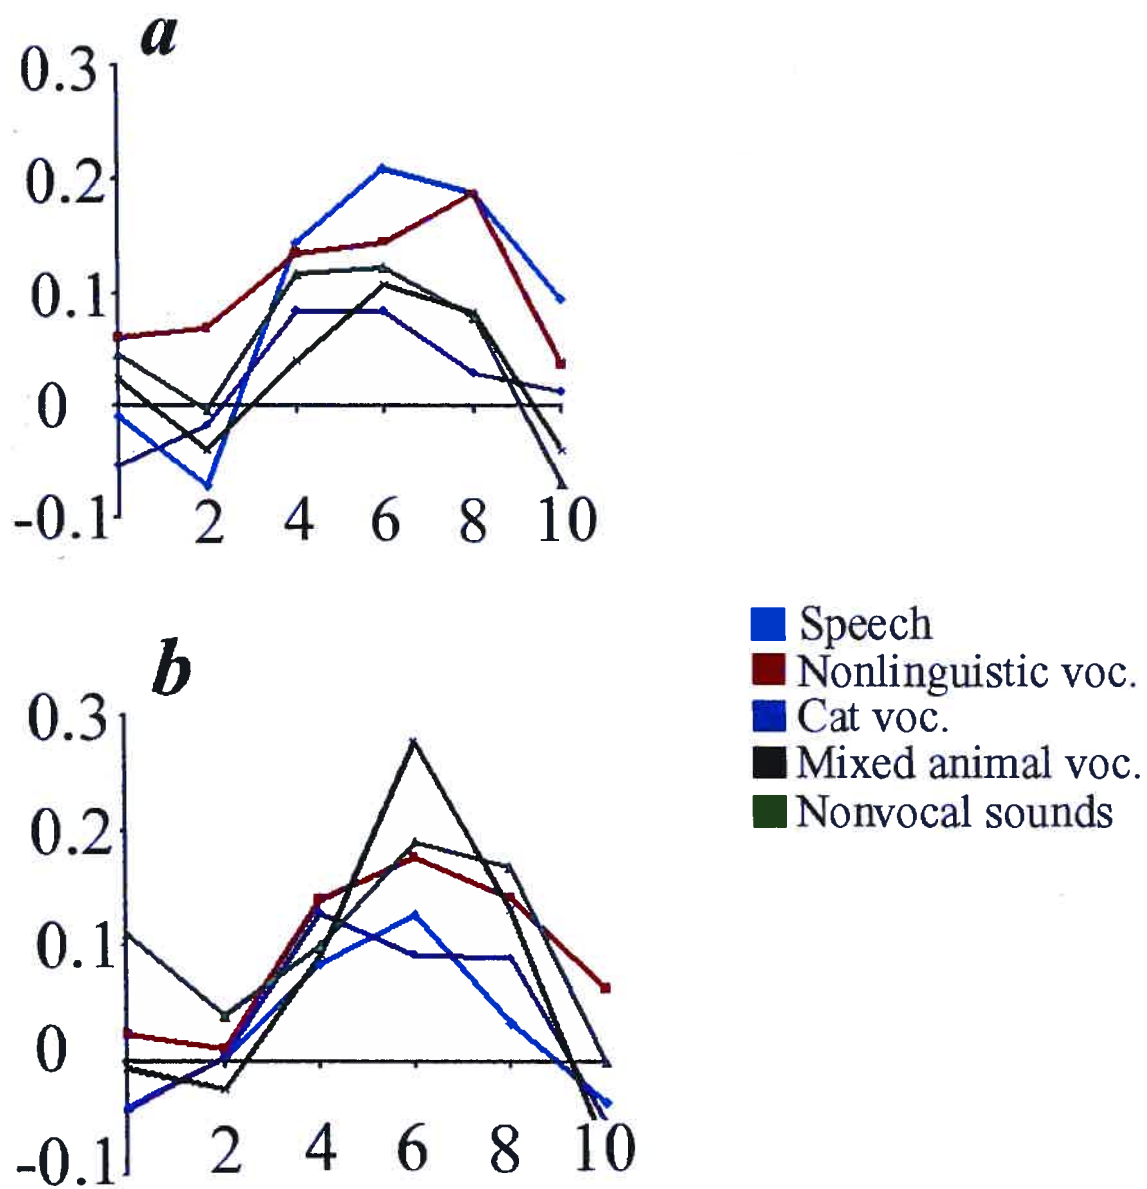 a
0.3
0.2
0.1
0
-0.1
2 4 6 8 10
b
0.3
0.2
0.1
0
-0.1
2 4 6 8 10
Speech
Nonlinguistic voc.
Cat voc.
Mixed animal voc.
Nonvocal sounds